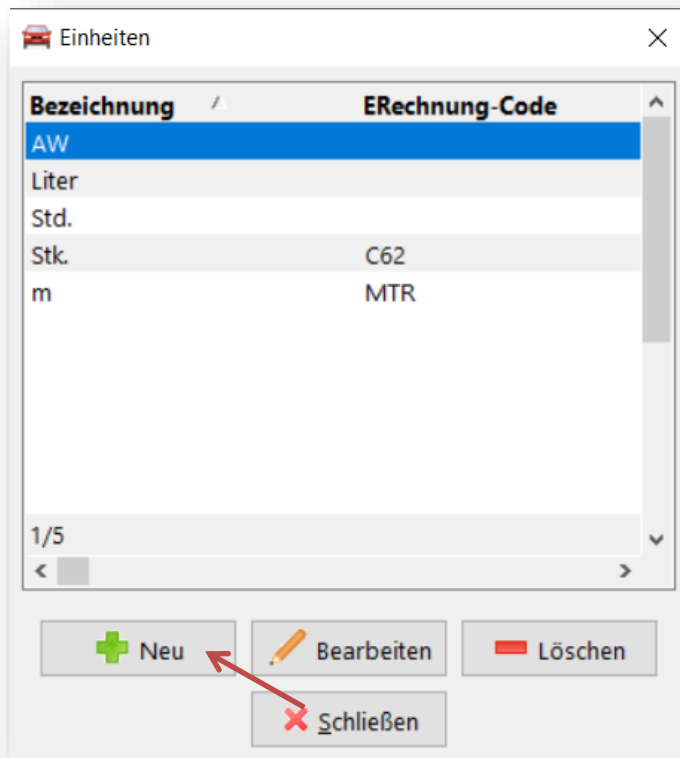 Einheiten
Bezeichnung ERechnung-Code
AW
Liter
Std.
Stk. C62
m MTR
1/5
Neu Bearbeiten Löschen
Schließen